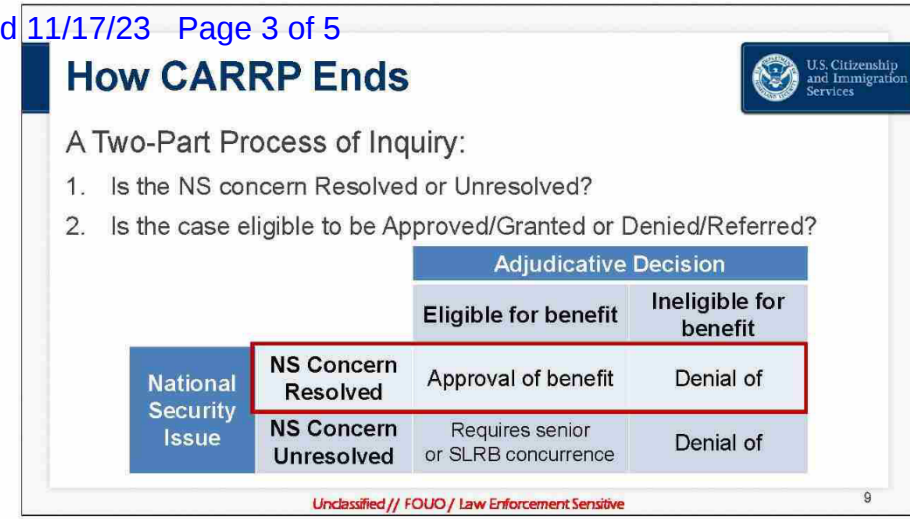 d 11/17/23 Page 3 of 5
How CARRP Ends
U.S. Citizenship
and Immigration
Services
A Two-Part Process of Inquiry:
1. Is the NS concern Resolved or Unresolved?
2. Is the case eligible to be Approved/Granted or Denied/Referred?
Adjudicative Decision
Eligible for benefit
Ineligible for
benefit
National
Security
Issue
NS Concern
Resolved
Approval of benefit
Denial of
NS Concern
Unresolved
Requires senior
or SLRB concurrence
Denial of
Unclassified // FOUO / Law Enforcement Sensitive
9